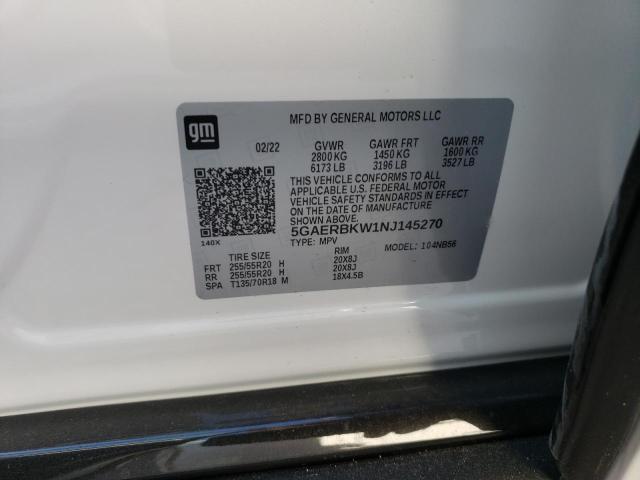 gm
MFD BY GENERAL MOTORS LLC
02/22 GVWR GAWR FRT GAWR RR
2800 KG 1450 KG 1600 KG
6173 LB 3196 LB 3527 LB
THIS VEHICLE CONFORMS TO ALL
APPLICABLE U.S. FEDERAL MOTOR
VEHICLE SAFETY STANDARDS IN EFFECT
ON THE DATE OF MANUFACTURE
SHOWN ABOVE.
5GAERBKW1NJ145270
140X TYPE: MPV MODEL: 104NB56
TIRE SIZE RIM
FRT 255/55R20 H 20X8J
RR 255/55R20 H 20X8J
SPA T135/70R18 M 18X4.5B